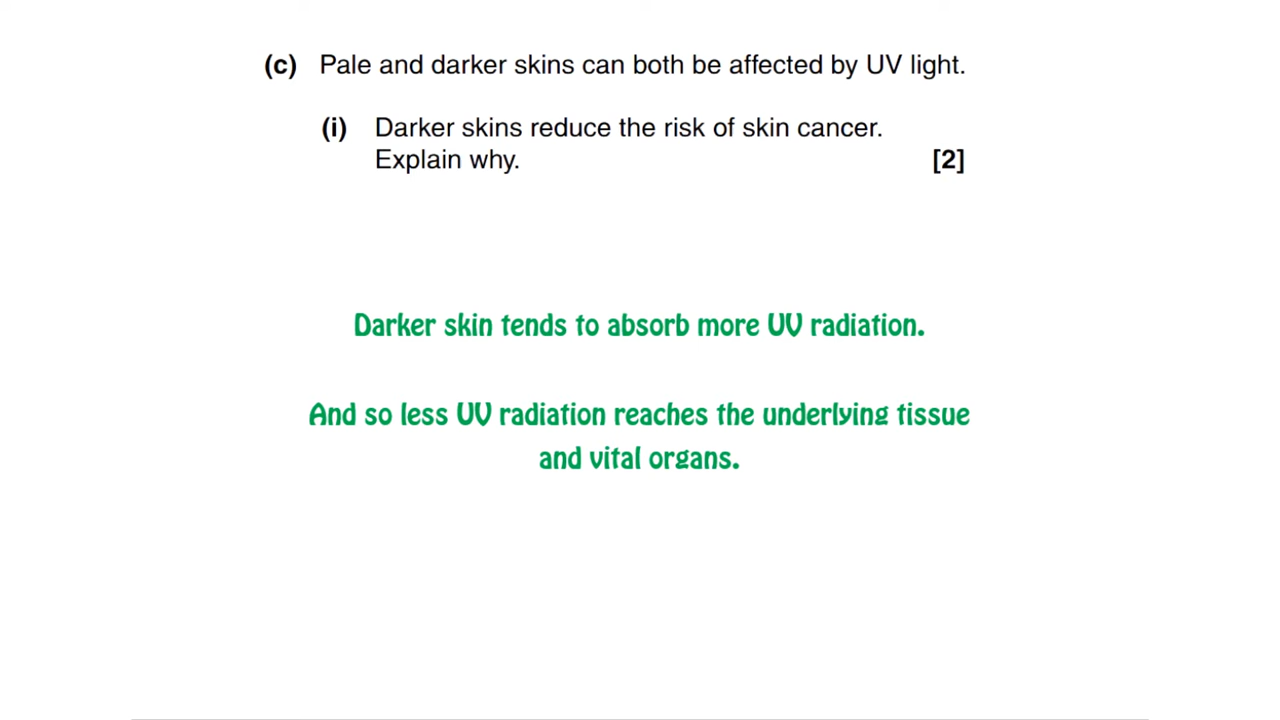 (c) Pale and darker skins can both be affected by UV light.
(i) Darker skins reduce the risk of skin cancer.
Explain why. [2]
Darker skin tends to absorb more UV radiation.
And so less UV radiation reaches the underlying tissue
and vital organs.